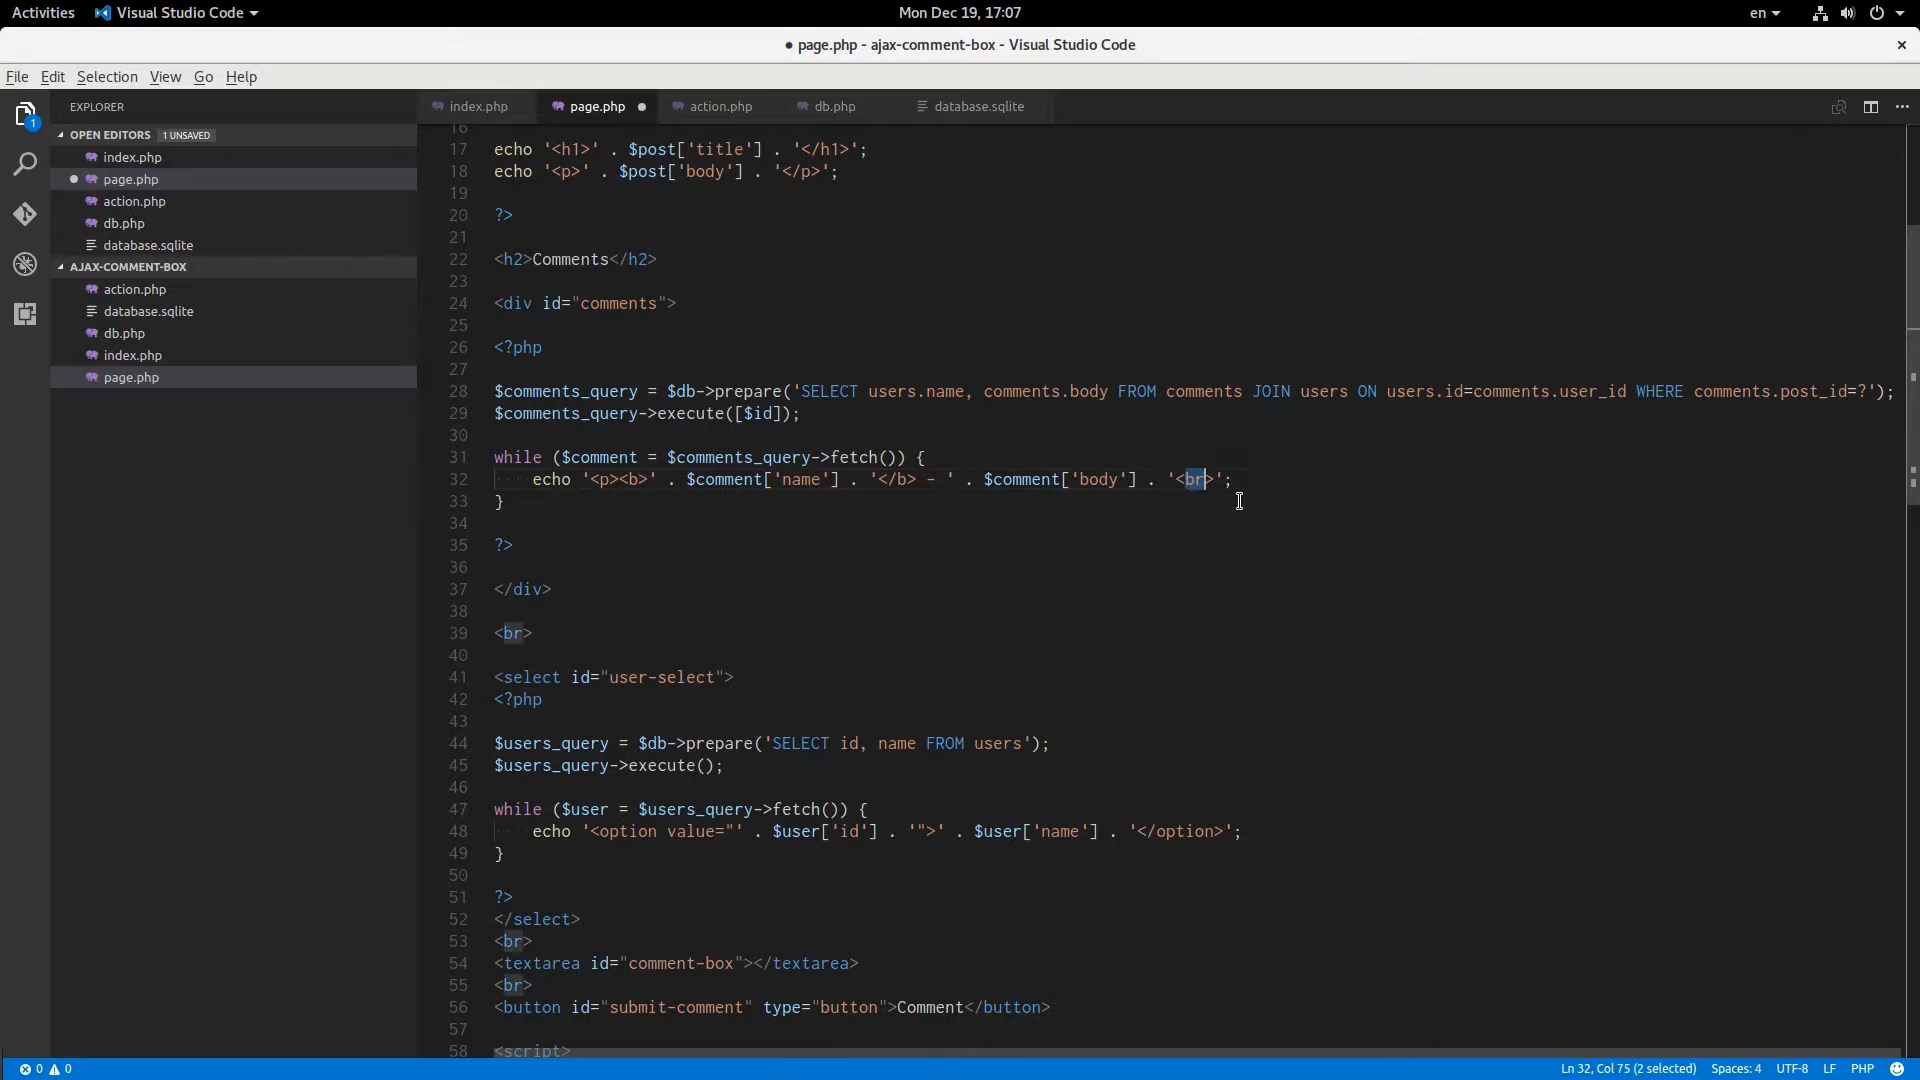 Activities Visual Studio Code Mon Dec 19, 17:07 en
● page.php - ajax-comment-box - Visual Studio Code ×
File Edit Selection View Go Help
EXPLORER
OPEN EDITORS 1 UNSAVED
index.php
page.php
action.php
db.php
database.sqlite
AJAX-COMMENT-BOX
action.php
database.sqlite
db.php
index.php
page.php
1
index.php page.php action.php db.php database.sqlite
16
17 echo '<h1>' . $post['title'] . '</h1>';
18 echo '<p>' . $post['body'] . '</p>';
19
20 ?>
21
22 <h2>Comments</h2>
23
24 <div id="comments">
25
26 <?php
27
28 $comments_query = $db->prepare('SELECT users.name, comments.body FROM comments JOIN users ON users.id=comments.user_id WHERE comments.post_id=?');
29 $comments_query->execute([$id]);
30
31 while ($comment = $comments_query->fetch()) {
32     echo '<p><b>' . $comment['name'] . '</b> - ' . $comment['body'] . '<br>';
33 }
34
35 ?>
36
37 </div>
38
39 <br>
40
41 <select id="user-select">
42 <?php
43
44 $users_query = $db->prepare('SELECT id, name FROM users');
45 $users_query->execute();
46
47 while ($user = $users_query->fetch()) {
48     echo '<option value="' . $user['id'] . '">' . $user['name'] . '</option>';
49 }
50
51 ?>
52 </select>
53 <br>
54 <textarea id="comment-box"></textarea>
55 <br>
56 <button id="submit-comment" type="button">Comment</button>
57
58 <script>
0 0 Ln 32, Col 75 (2 selected) Spaces: 4 UTF-8 LF PHP